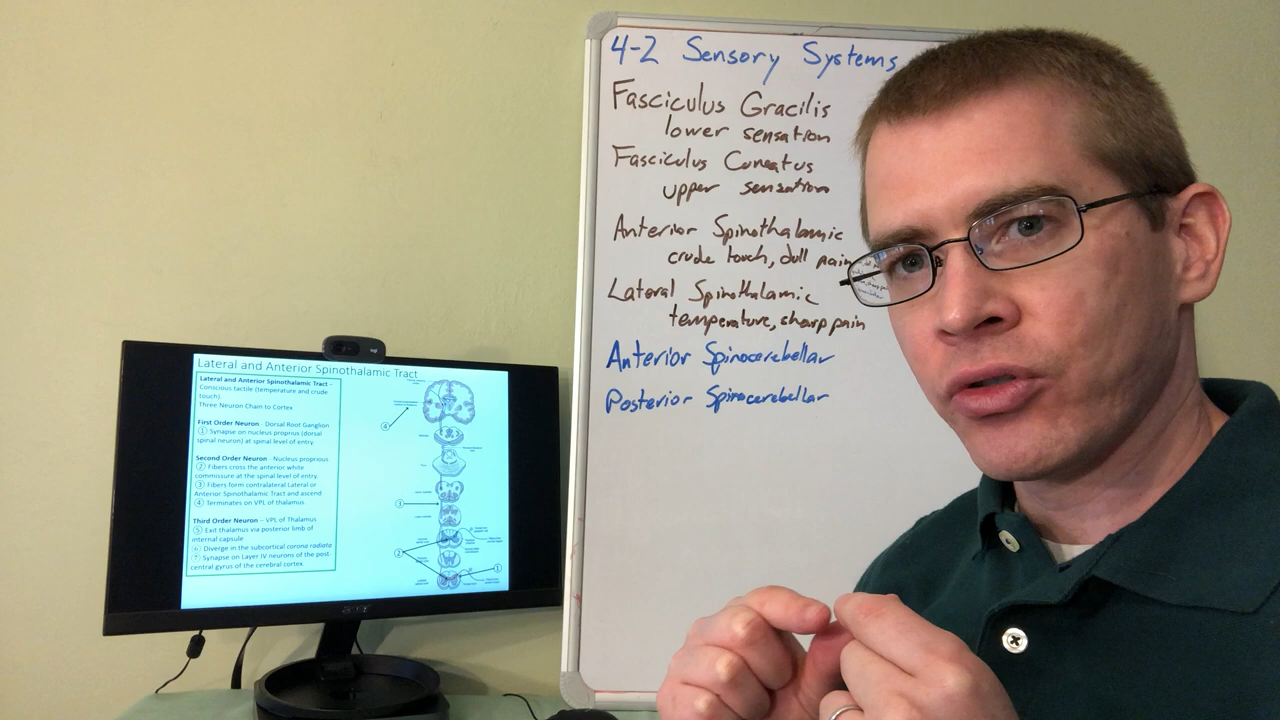 4-2 Sensory Systems
Fasciculus Gracilis
lower sensation
Fasciculus Cuneatus
upper sensation
Anterior Spinothalamic
crude touch, dull pain
Lateral Spinothalamic
temperature, sharp pain
Anterior Spinocerebellar
Posterior Spinocerebellar
Lateral and Anterior Spinothalamic Tract
Lateral and Anterior Spinothalamic Tract –
Conscious tactile (temperature and crude
touch).
Three Neuron Chain to Cortex
First Order Neuron - Dorsal Root Ganglion
1 Synapse on nucleus proprius (dorsal
spinal neuron) at spinal level of entry.
Second Order Neuron - Nucleus proprious
2 Fibers cross the anterior white
commissure at the spinal level of entry
3 Fibers form contralateral Lateral or
Anterior Spinothalamic Tract and ascend
4 Terminates on VPL of thalamus
Third Order Neuron – VPL of Thalamus
5 Exit thalamus via posterior limb of
internal capsule
6 Diverge in the subcortical corona radiata
7 Synapse on Layer IV neurons of the post-
central gyrus of the cerebral cortex
4
3
2
1
acer
logi